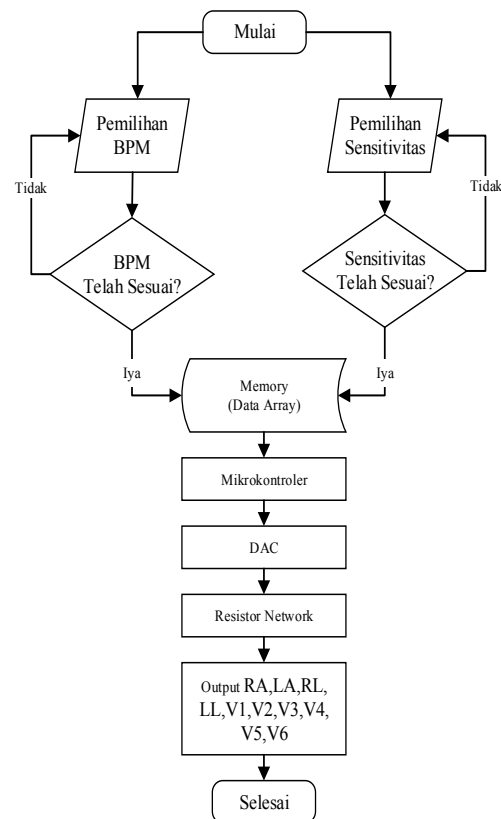 Mulai
Pemilihan
BPM
Pemilihan
Sensitivitas
Tidak
Tidak
BPM
Telah Sesuai?
Sensitivitas
Telah Sesuai?
Iya
Iya
Memory
(Data Array)
Mikrokontroler
DAC
Resistor Network
Output RA,LA,RL,
LL,V1,V2,V3,V4,
V5,V6
Selesai